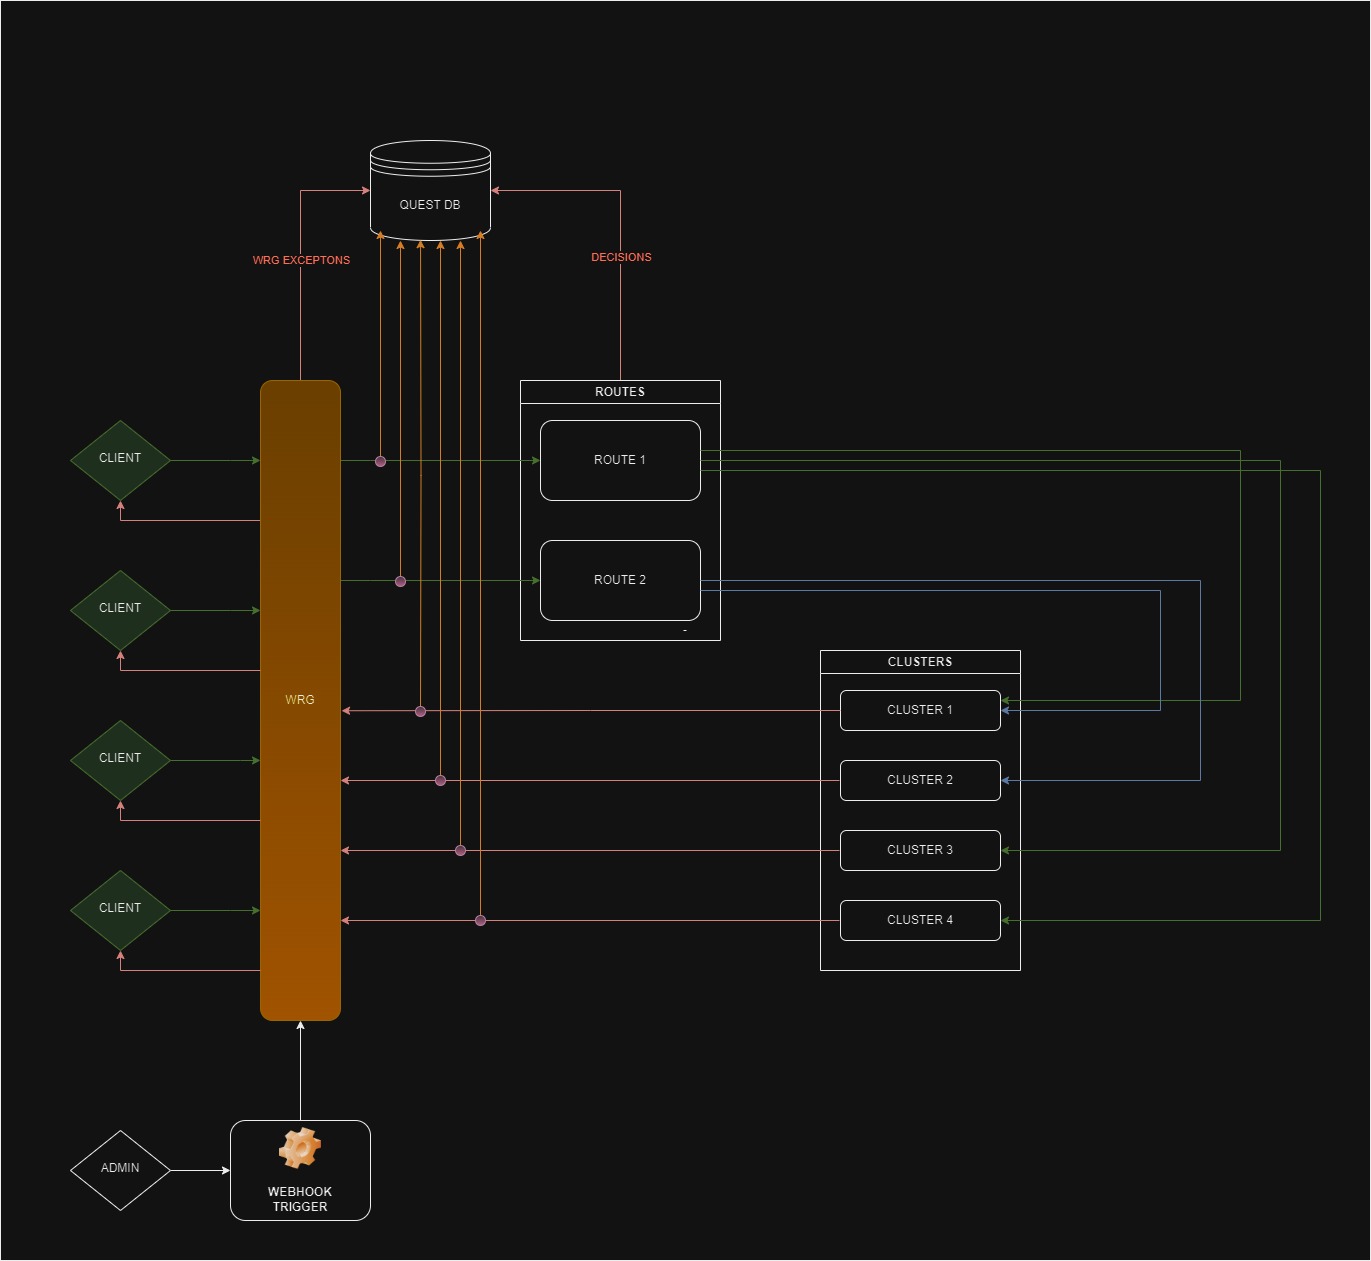 QUEST DB
WRG EXCEPTONS
DECISIONS
ROUTES
CLIENT
ROUTE 1
CLIENT
ROUTE 2
-
CLUSTERS
WRG
CLUSTER 1
CLIENT
CLUSTER 2
CLUSTER 3
CLIENT
CLUSTER 4
ADMIN
WEBHOOK
TRIGGER